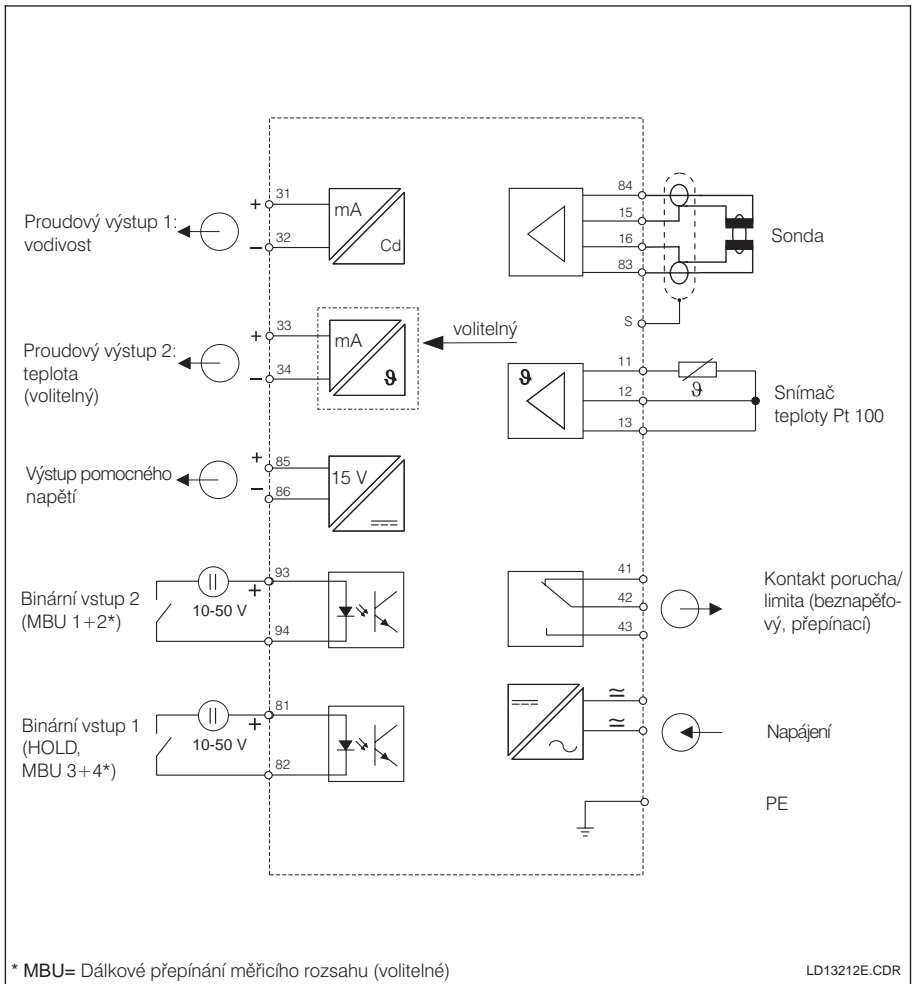 Proudový výstup 1:
vodivost
+
31
−
32
mA
Cd
Proudový výstup 2:
teplota
(volitelný)
+
33
−
34
mA
ϑ
volitelný
Výstup pomocného
napětí
+
85
−
86
15 V
Binární vstup 2
(MBU 1+2*)
10-50 V
+
93
94
Binární vstup 1
(HOLD,
MBU 3+4*)
10-50 V
+
81
82
84
15
16
83
S
Sonda
ϑ
11
12
13
ϑ
Snímač
teploty Pt 100
41
42
43
Kontakt porucha/
limita (beznapěťo-
vý, přepínací)
≃
≃
Napájení
PE
* MBU= Dálkové přepínání měřicího rozsahu (volitelné)
LD13212E.CDR